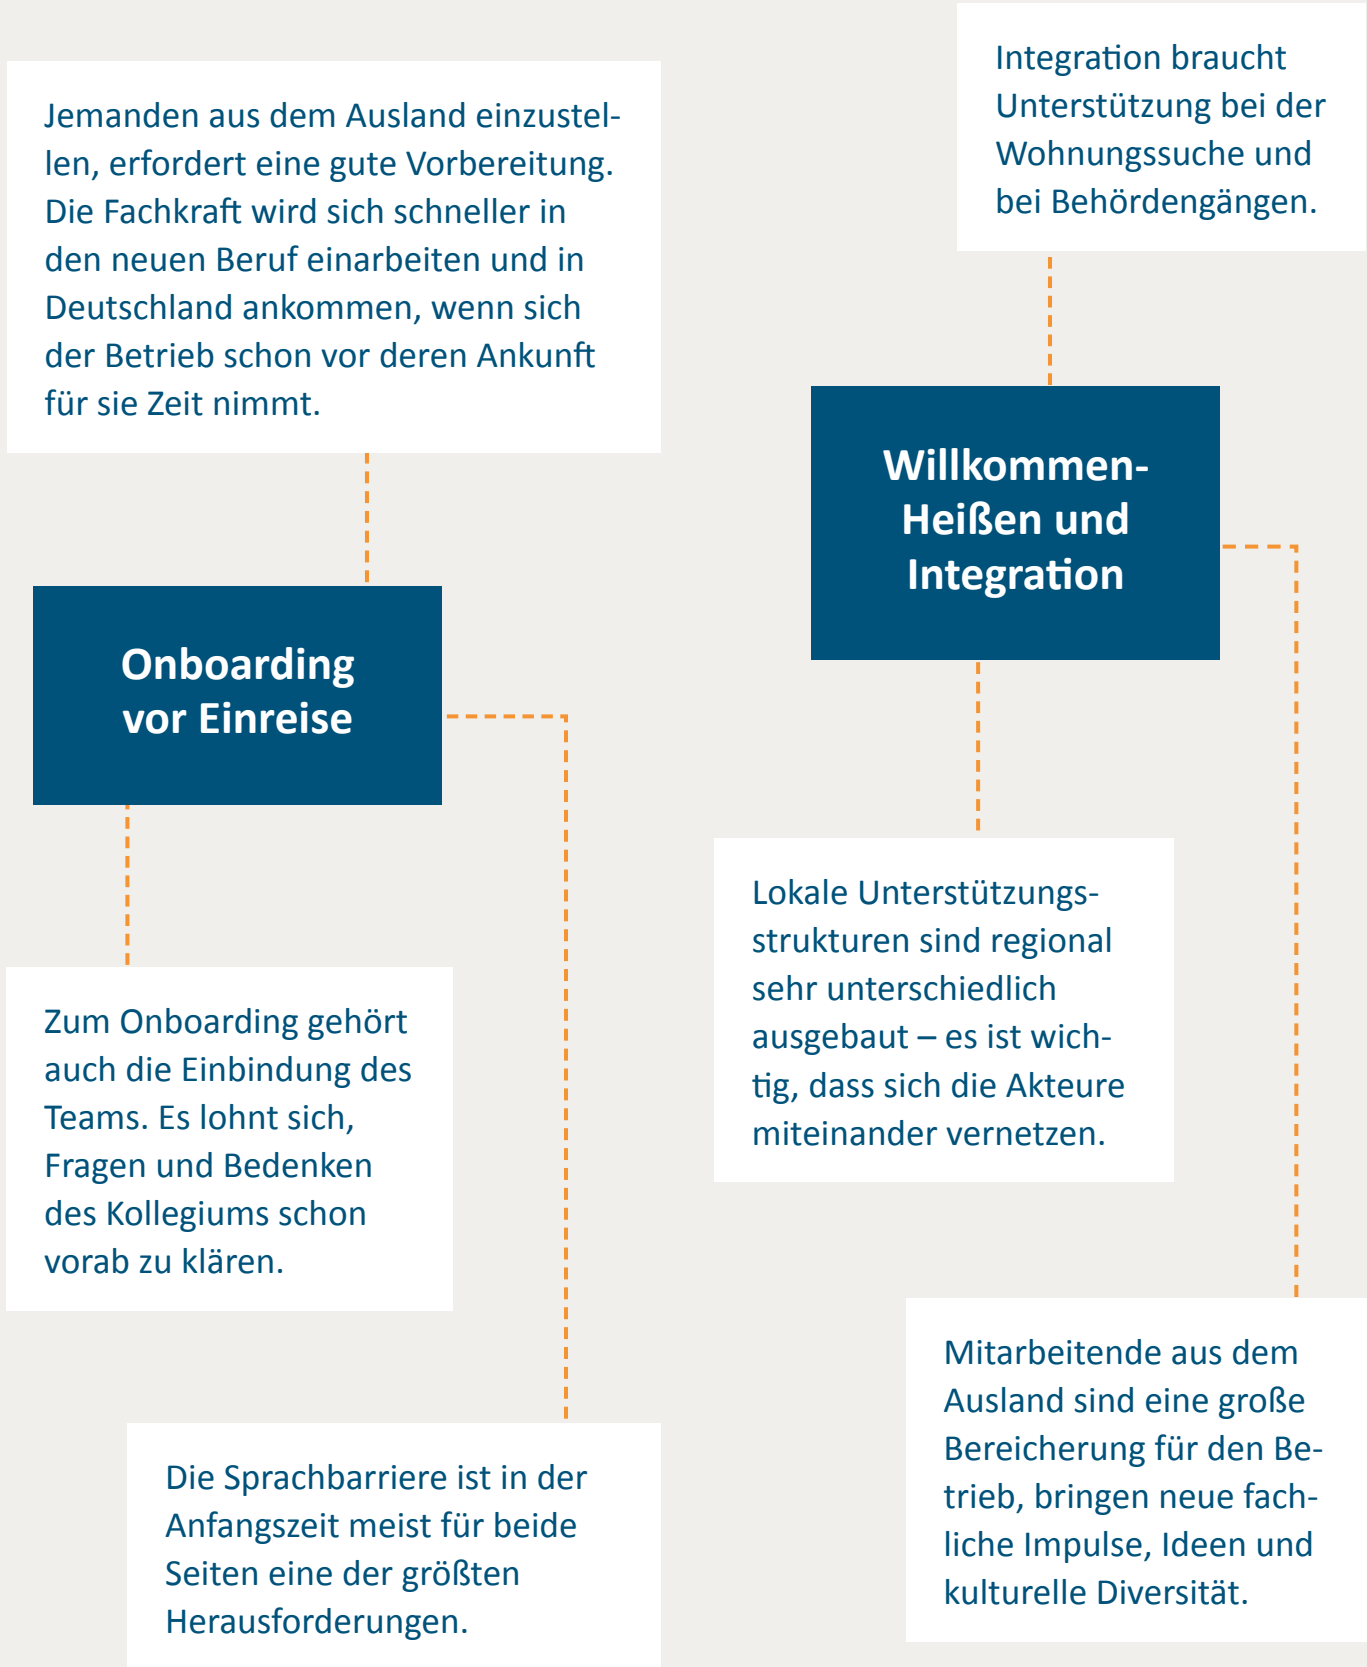 Jemanden aus dem Ausland einzustel-
len, erfordert eine gute Vorbereitung.
Die Fachkraft wird sich schneller in
den neuen Beruf einarbeiten und in
Deutschland ankommen, wenn sich
der Betrieb schon vor deren Ankunft
für sie Zeit nimmt.
Onboarding
vor Einreise
Zum Onboarding gehört
auch die Einbindung des
Teams. Es lohnt sich,
Fragen und Bedenken
des Kollegiums schon
vorab zu klären.
Die Sprachbarriere ist in der
Anfangszeit meist für beide
Seiten eine der größten
Herausforderungen.
Integration braucht
Unterstützung bei der
Wohnungssuche und
bei Behördengängen.
Willkommen-
Heißen und
Integration
Lokale Unterstützungs-
strukturen sind regional
sehr unterschiedlich
ausgebaut – es ist wich-
tig, dass sich die Akteure
miteinander vernetzen.
Mitarbeitende aus dem
Ausland sind eine große
Bereicherung für den Be-
trieb, bringen neue fach-
liche Impulse, Ideen und
kulturelle Diversität.